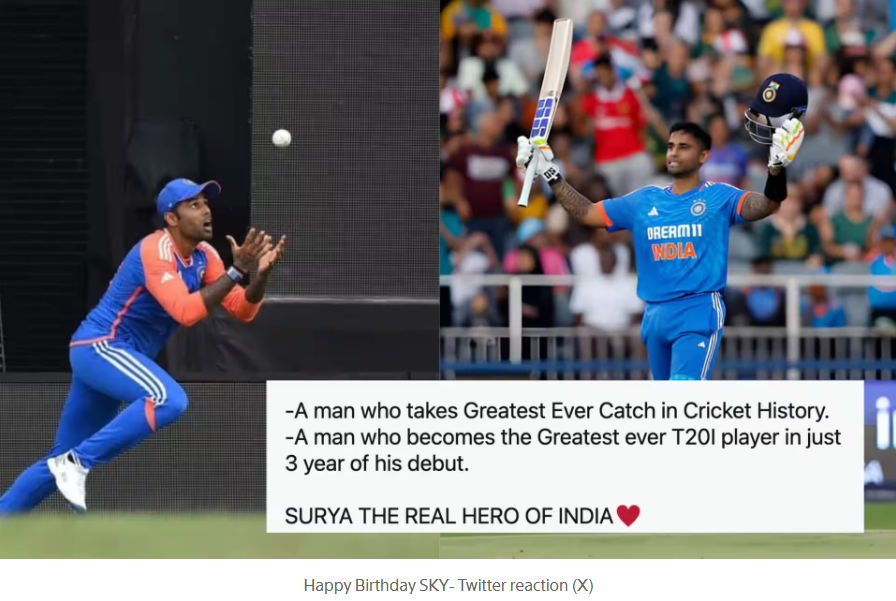 DREAM11
INDIA
-A man who takes Greatest Ever Catch in Cricket History.
-A man who becomes the Greatest ever T20I player in just
3 year of his debut.
SURYA THE REAL HERO OF INDIA❤️
Happy Birthday SKY- Twitter reaction (X)